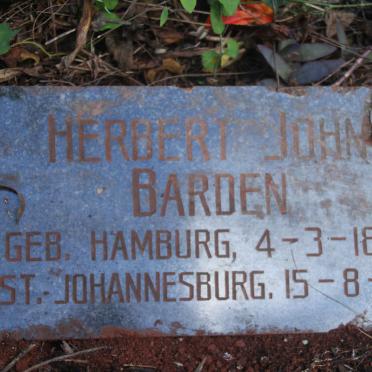 HERBERT JOHN
BARDEN
GEB. HAMBURG, 4-3-18
ST. JOHANNESBURG. 15-8-